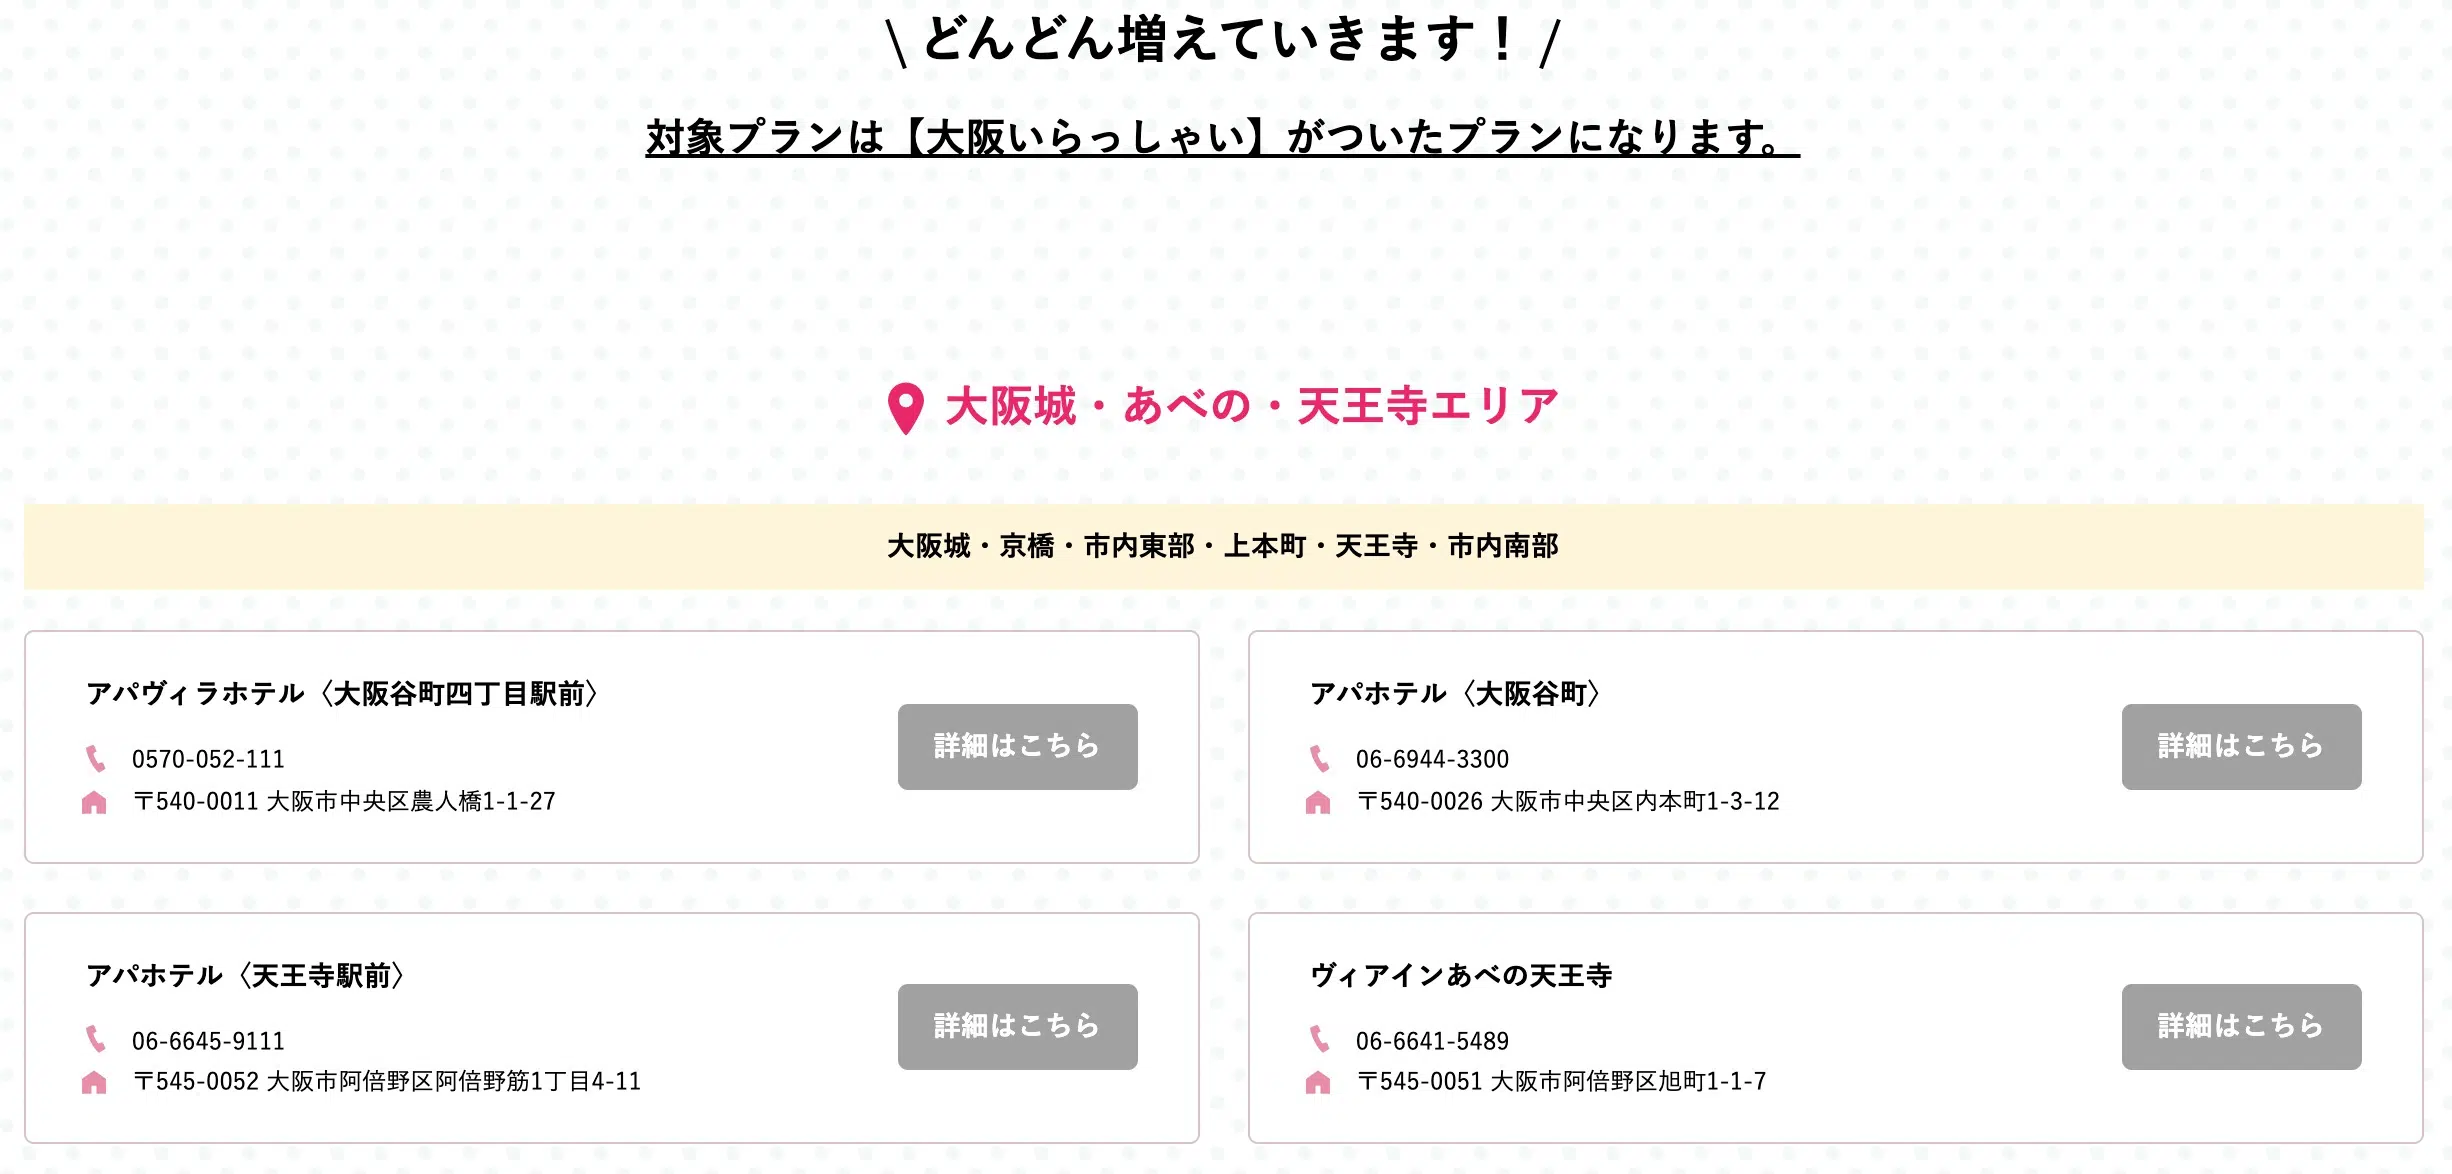 \ どんどん増えていきます！ /
対象プランは【大阪いらっしゃい】がついたプランになります。
大阪城・あべの・天王寺エリア
大阪城・京橋・市内東部・上本町・天王寺・市内南部
アパヴィラホテル〈大阪谷町四丁目駅前〉
0570-052-111
〒540-0011 大阪市中央区農人橋1-1-27
詳細はこちら
アパホテル〈大阪谷町〉
06-6944-3300
〒540-0026 大阪市中央区内本町1-3-12
詳細はこちら
アパホテル〈天王寺駅前〉
06-6645-9111
〒545-0052 大阪市阿倍野区阿倍野筋1丁目4-11
詳細はこちら
ヴィアインあべの天王寺
06-6641-5489
〒545-0051 大阪市阿倍野区旭町1-1-7
詳細はこちら